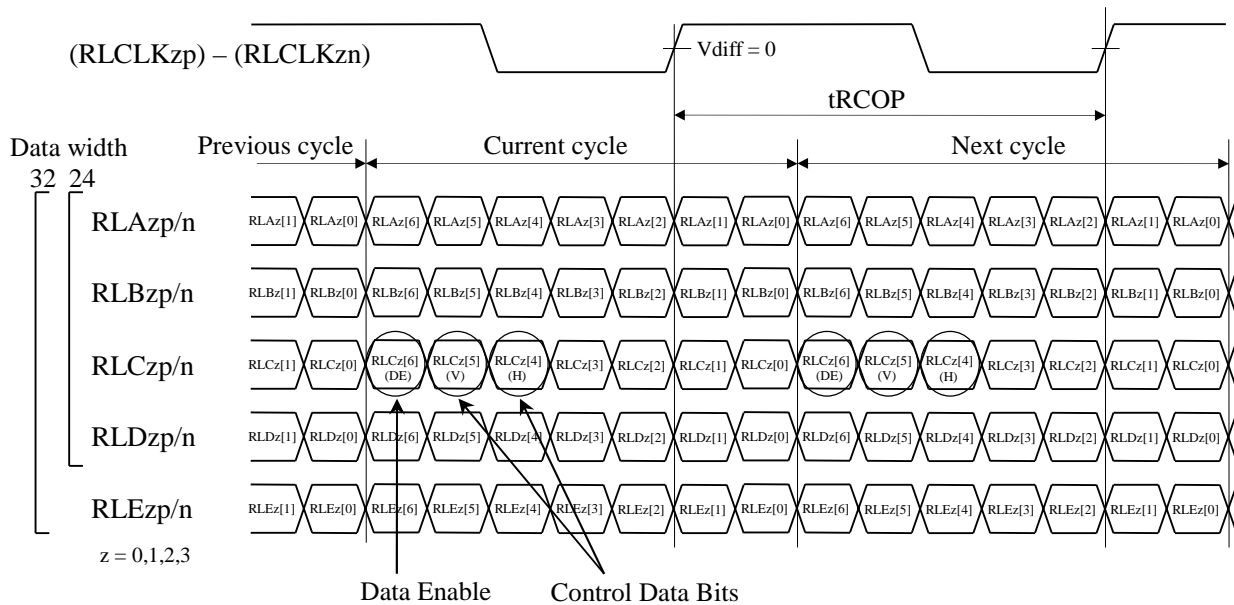 (RLCLKzp) – (RLCLKzn)
Vdiff = 0
tRCOP
Data width
Previous cycle Current cycle Next cycle
32 24
RLAzp/n RLAz[1] RLAz[0] RLAz[6] RLAz[5] RLAz[4] RLAz[3] RLAz[2] RLAz[1] RLAz[0] RLAz[6] RLAz[5] RLAz[4] RLAz[3] RLAz[2] RLAz[1] RLAz[0]
RLBzp/n RLBz[1] RLBz[0] RLBz[6] RLBz[5] RLBz[4] RLBz[3] RLBz[2] RLBz[1] RLBz[0] RLBz[6] RLBz[5] RLBz[4] RLBz[3] RLBz[2] RLBz[1] RLBz[0]
RLCzp/n RLCz[1] RLCz[0] RLCz[6] RLCz[5] RLCz[4] RLCz[3] RLCz[2] RLCz[1] RLCz[0] RLCz[6] RLCz[5] RLCz[4] RLCz[3] RLCz[2] RLCz[1] RLCz[0]
(DE) (V) (H) (DE) (V) (H)
RLDzp/n RLDz[1] RLDz[0] RLDz[6] RLDz[5] RLDz[4] RLDz[3] RLDz[2] RLDz[1] RLDz[0] RLDz[6] RLDz[5] RLDz[4] RLDz[3] RLDz[2] RLDz[1] RLDz[0]
RLEzp/n RLEz[1] RLEz[0] RLEz[6] RLEz[5] RLEz[4] RLEz[3] RLEz[2] RLEz[1] RLEz[0] RLEz[6] RLEz[5] RLEz[4] RLEz[3] RLEz[2] RLEz[1] RLEz[0]
z = 0,1,2,3
Data Enable Control Data Bits